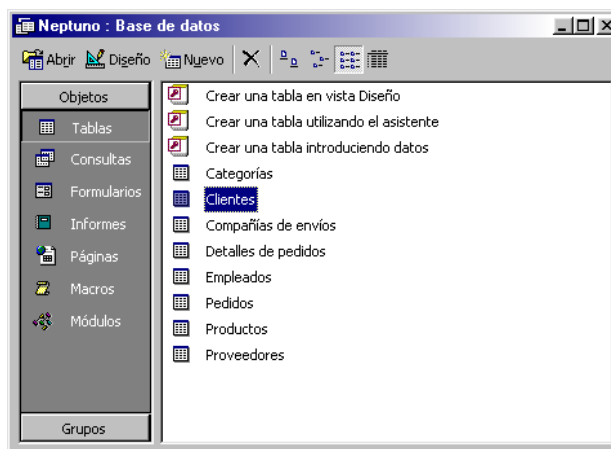 Neptuno : Base de datos
Abrir Diseño Nuevo
Objetos
Tablas
Consultas
Formularios
Informes
Páginas
Macros
Módulos
Grupos
Crear una tabla en vista Diseño
Crear una tabla utilizando el asistente
Crear una tabla introduciendo datos
Categorías
Clientes
Compañías de envíos
Detalles de pedidos
Empleados
Pedidos
Productos
Proveedores